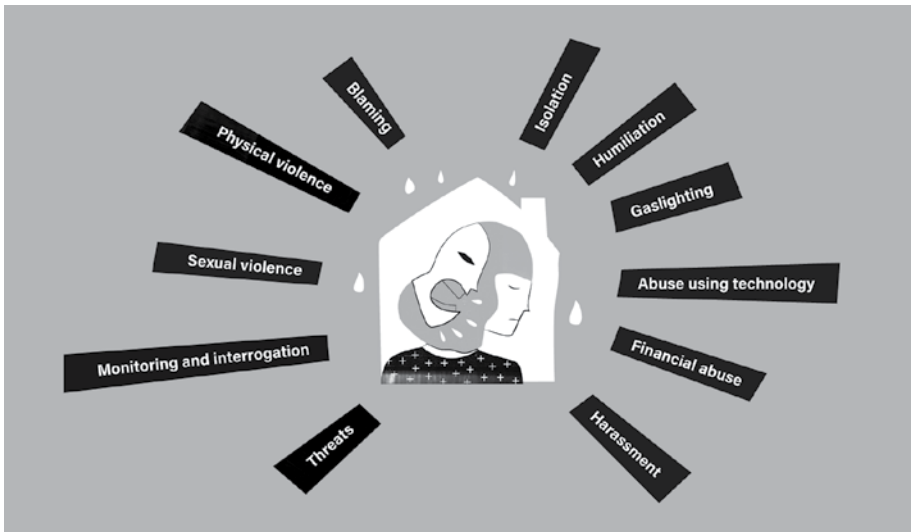 Blaming
Isolation
Physical violence
Humiliation
Gaslighting
Sexual violence
Abuse using technology
Monitoring and interrogation
Financial abuse
Threats
Harassment